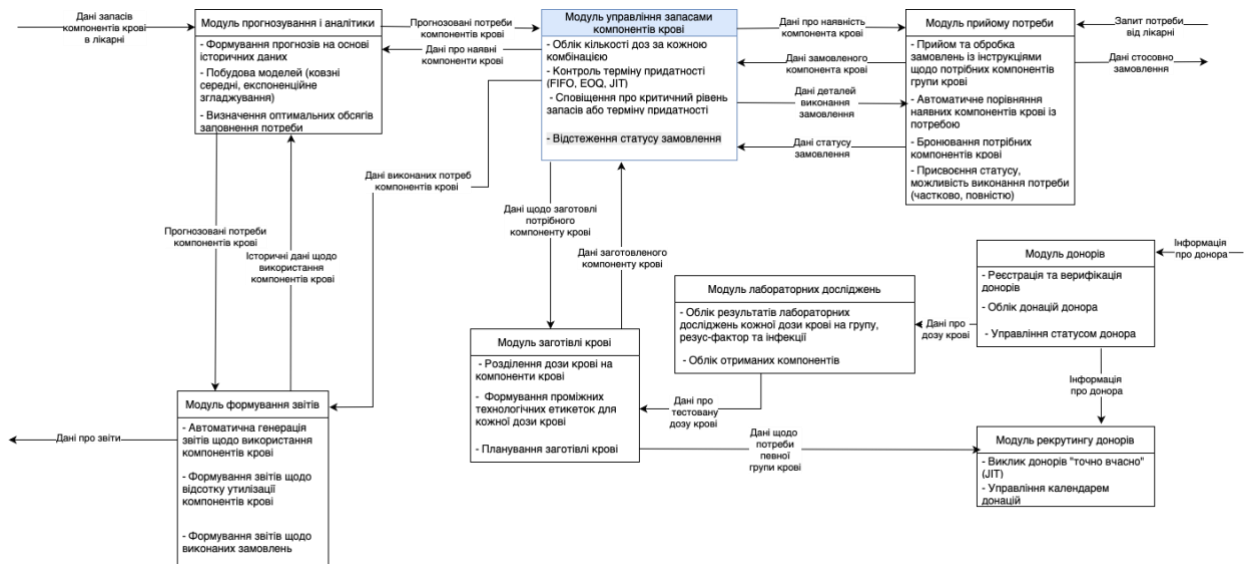 Дані запасів
компонентів крові
в лікарні
Модуль прогнозування і аналітики
- Формування прогнозів на основі
історичних даних
- Побудова моделей (ковзні
середні, експоненційне
згладжування)
- Визначення оптимальних обсягів
заповнення потреби
Прогнозовані потреби
компонентів крові
Дані про наявні
компоненти крові
Модуль управління запасами
компонентів крові
- Облік кількості доз за кожною
комбінацією
- Контроль терміну придатності
(FIFO, EOQ, JIT)
- Сповіщення про критичний рівень
запасів або терміну придатності
- Відстеження статусу замовлення
Дані про наявність
компонента крові
Дані замовленого
компонента крові
Дані деталей
виконання
замовлення
Дані статусу
замовлення
Модуль прийому потреби
- Прийом та обробка
замовлень із інструкціями
щодо потрібних компонентів
групи крові
- Автоматичне порівняння
наявних компонентів крові із
потребою
- Бронювання потрібних
компонентів крові
- Присвоєння статусу,
можливість виконання потреби
(частково, повністю)
Запит потреби
від лікарні
Дані стосовно
замовлення
Дані виконаних потреб
компонентів крові
Прогнозовані потреби
компонентів крові
Історичні дані щодо
використання
компонентів крові
Дані щодо заготовлі
потрібного
компоненту крові
Дані заготовленого
компоненту крові
Інформація
про донора
Модуль донорів
- Реєстрація та верифікація
донорів
- Облік донацій донора
- Управління статусом донора
Дані про
дозу крові
Модуль лабораторних досліджень
- Облік результатів лабораторних
досліджень кожної дози крові на групу,
резус-фактор та інфекції
- Облік отриманих компонентів
Модуль заготівлі крові
- Розділення дози крові на
компоненти крові
- Формування проміжних
технологічних етикеток для
кожної дози крові
- Планування заготівлі крові
Дані про
тестовану
дозу крові
Інформація
про донора
Дані щодо
потреби
певної
групи крові
Модуль рекрутингу донорів
- Виклик донорів "точно вчасно"
(JIT)
- Управління календарем
донацій
Модуль формування звітів
- Автоматична генерація
звітів щодо використання
компонентів крові
- Формування звітів щодо
відсотку утилізації
компонентів крові
- Формування звітів щодо
виконаних замовлень
Дані про звіти